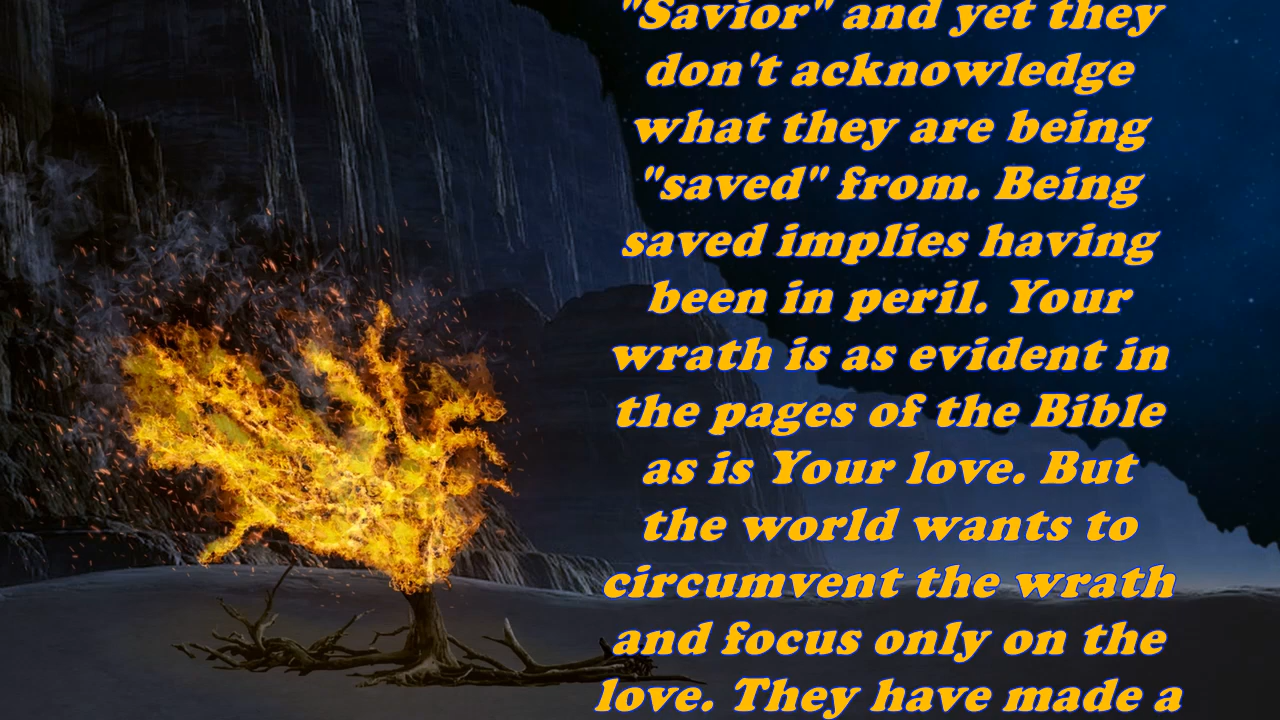 "Savior" and yet they
don't acknowledge
what they are being
"saved" from. Being
saved implies having
been in peril. Your
wrath is as evident in
the pages of the Bible
as is Your love. But
the world wants to
circumvent the wrath
and focus only on the
love. They have made a